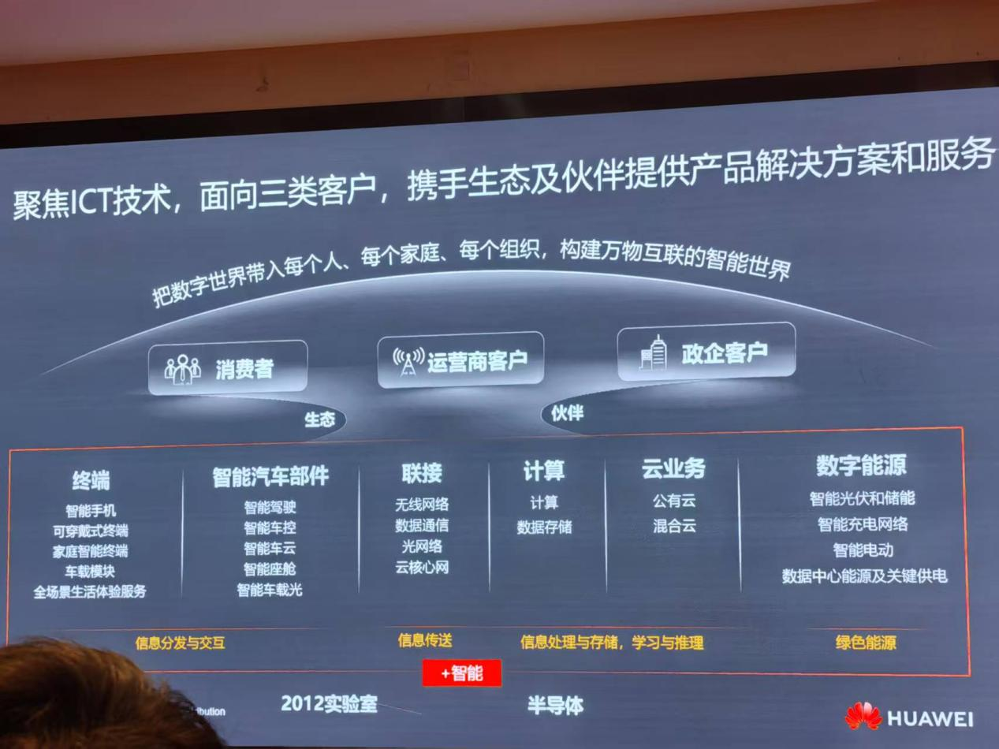 聚焦ICT技术，面向三类客户，携手生态及伙伴提供产品解决方案和服务
把数字世界带入每个人、每个家庭、每个组织，构建万物互联的智能世界
消费者
运营商客户
政企客户
生态
伙伴
终端
智能手机
可穿戴式终端
家庭智能终端
车载模块
全场景生活体验服务
智能汽车部件
智能驾驶
智能车控
智能车云
智能座舱
智能车载光
联接
无线网络
数据通信
光网络
云核心网
计算
计算
数据存储
云业务
公有云
混合云
数字能源
智能光伏和储能
智能充电网络
智能电动
数据中心能源及关键供电
信息分发与交互
信息传送
信息处理与存储，学习与推理
绿色能源
+智能
2012实验室
半导体
HUAWEI